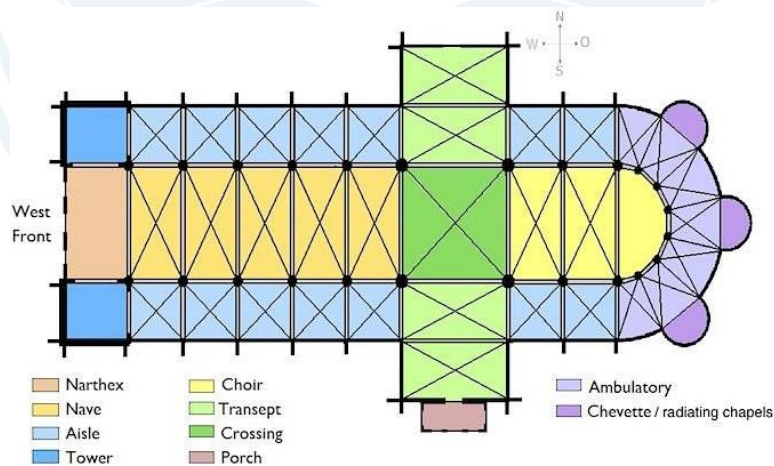 N
W O
S
West
Front
Narthex
Nave
Aisle
Tower
Choir
Transept
Crossing
Porch
Ambulatory
Chevette / radiating chapels